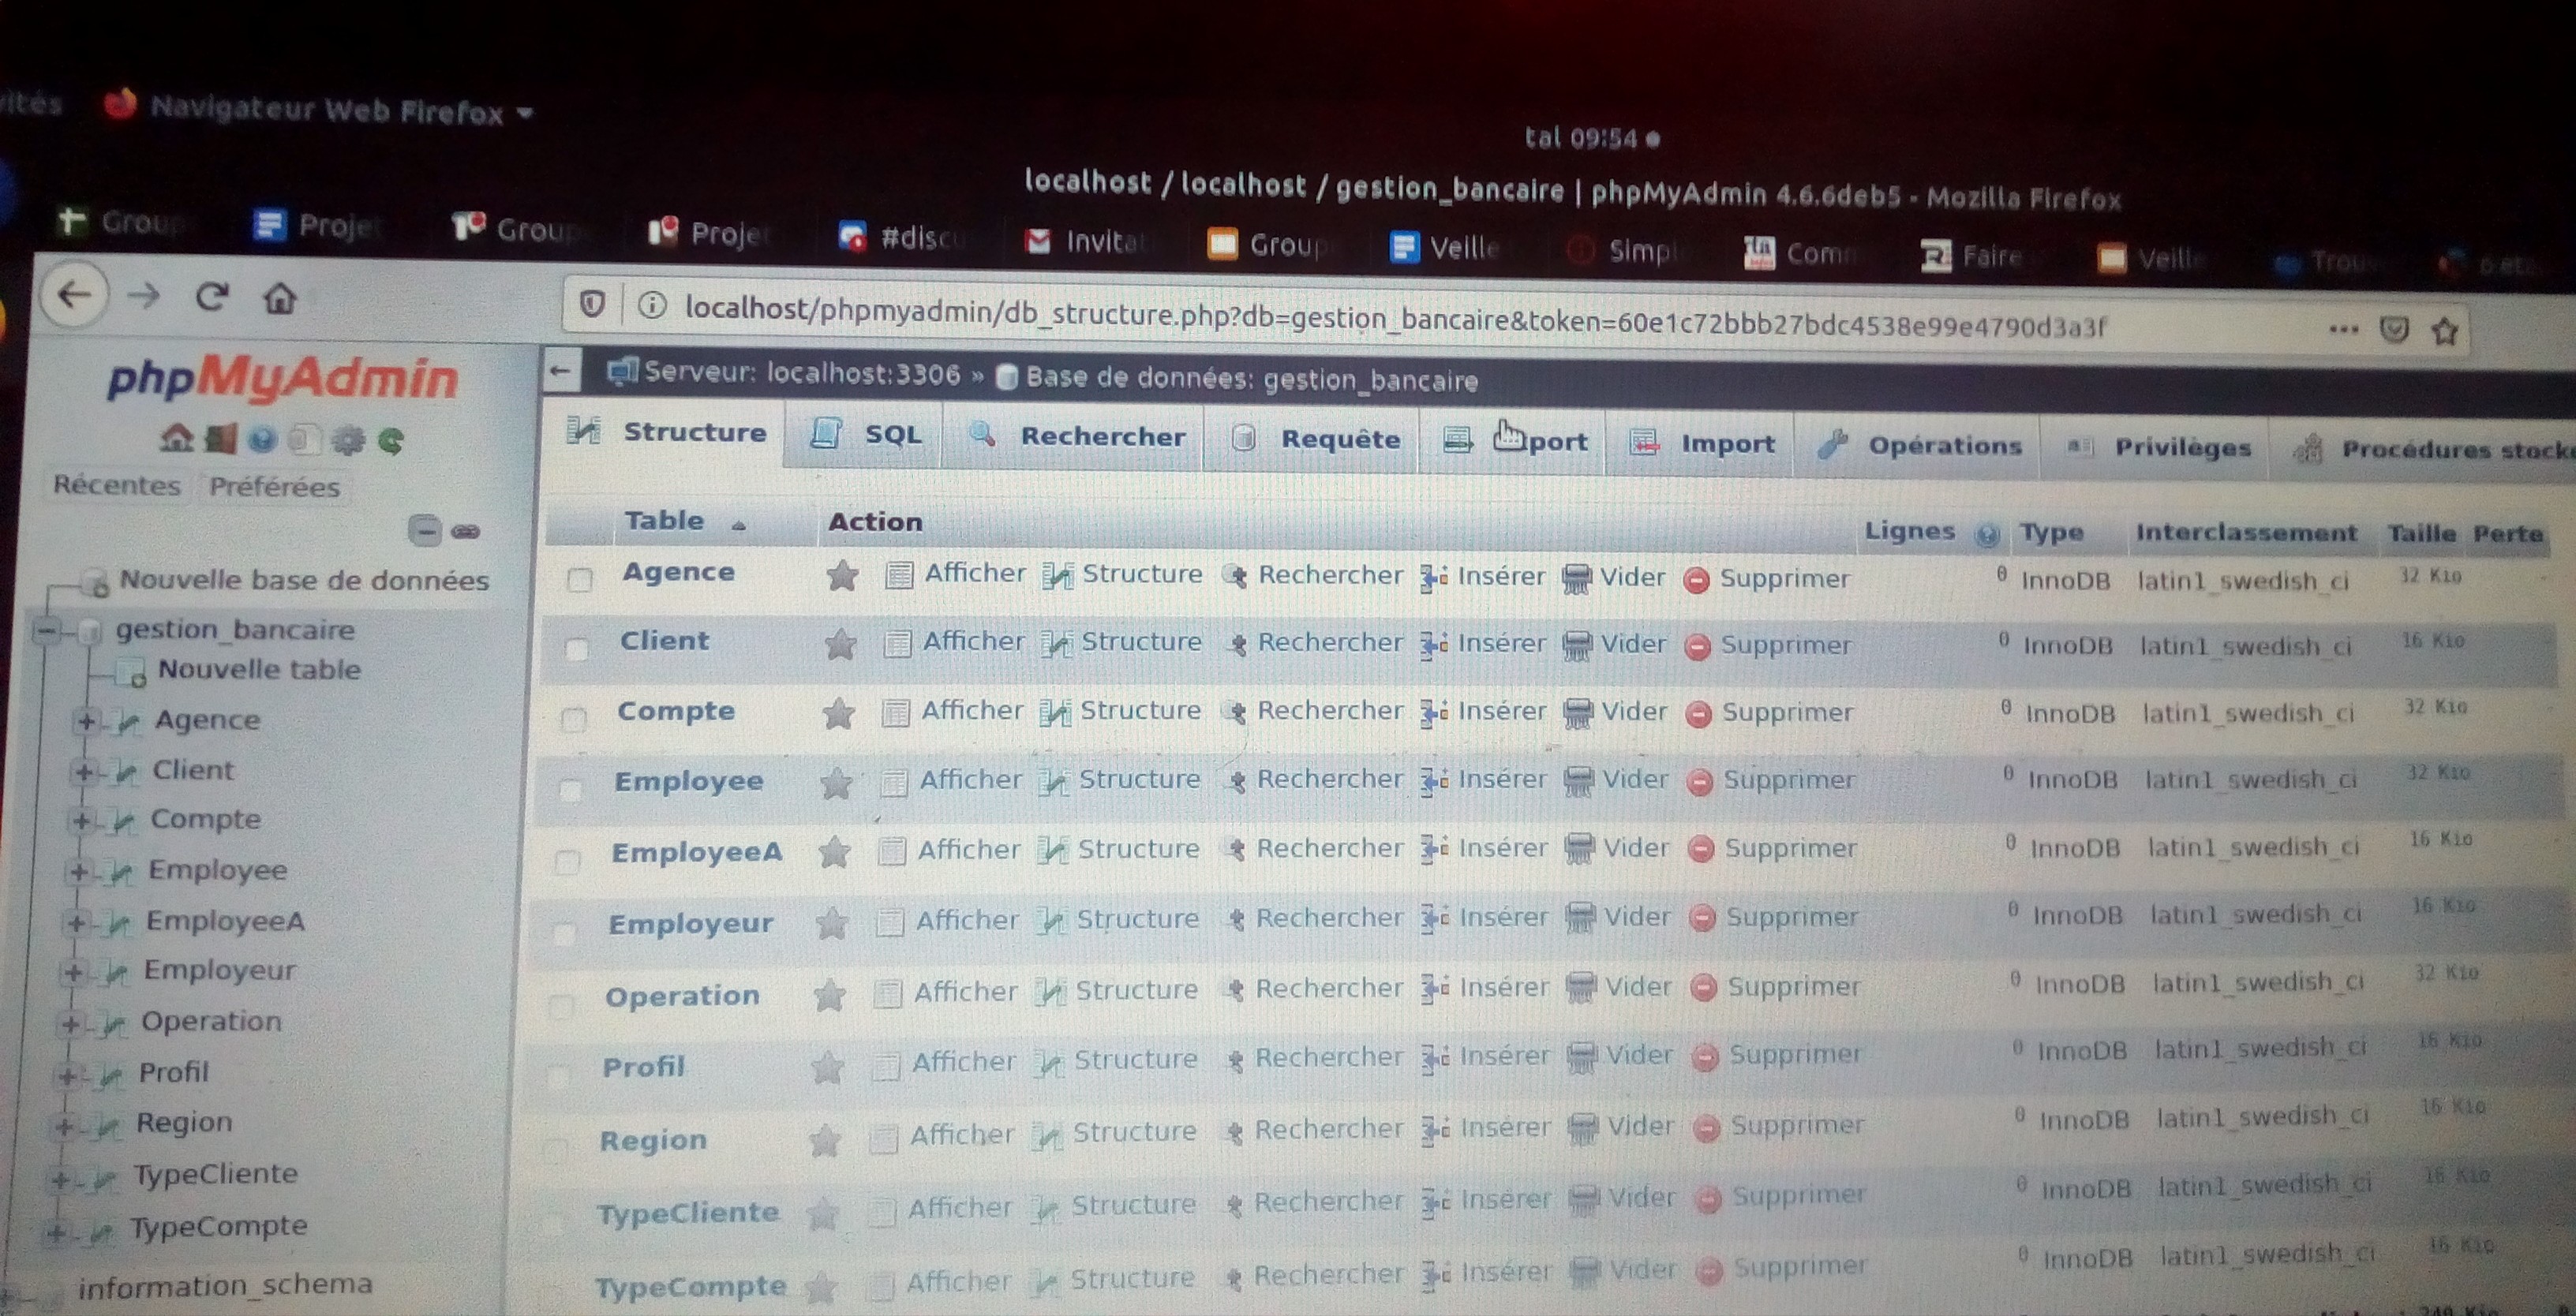 Navigateur Web Firefox
tal 09:54
localhost / localhost / gestion_bancaire | phpMyAdmin 4.6.6deb5 - Mozilla Firefox
Group Projet Group Projet #discu Invita Group Veille Simpl Com Faire Veill Trou
localhost/phpmyadmin/db_structure.php?db=gestion_bancaire&token=60e1c72bbb27bdc4538e99e4790d3a3f
phpMyAdmin
Récentes Préférées
Nouvelle base de données
gestion_bancaire
Nouvelle table
Agence
Client
Compte
Employee
EmployeeA
Employeur
Operation
Profil
Region
TypeCliente
TypeCompte
information_schema
Serveur: localhost:3306 » Base de données: gestion_bancaire
Structure SQL Rechercher Requête port Import Opérations Privilèges Procédures stock
Table Action Lignes Type Interclassement Taille Perte
Agence Afficher Structure Rechercher Insérer Vider Supprimer 0 InnoDB latin1_swedish_ci 32 Kio
Client Afficher Structure Rechercher Insérer Vider Supprimer 0 InnoDB latin1_swedish_ci 16 Kio
Compte Afficher Structure Rechercher Insérer Vider Supprimer 0 InnoDB latin1_swedish_ci 32 Kio
Employee Afficher Structure Rechercher Insérer Vider Supprimer 0 InnoDB latin1_swedish_ci 32 Kio
EmployeeA Afficher Structure Rechercher Insérer Vider Supprimer 0 InnoDB latin1_swedish_ci 16 Kio
Employeur Afficher Structure Rechercher Insérer Vider Supprimer 0 InnoDB latin1_swedish_ci 16 Kio
Operation Afficher Structure Rechercher Insérer Vider Supprimer 0 InnoDB latin1_swedish_ci 32 Kio
Profil Afficher Structure Rechercher Insérer Vider Supprimer 0 InnoDB latin1_swedish_ci 16 Kio
Region Afficher Structure Rechercher Insérer Vider Supprimer 0 InnoDB latin1_swedish_ci 16 Kio
TypeCliente Afficher Structure Rechercher Insérer Vider Supprimer 0 InnoDB latin1_swedish_ci 16 Kio
TypeCompte Afficher Structure Rechercher Insérer Vider Supprimer 0 InnoDB latin1_swedish_ci 16 Kio